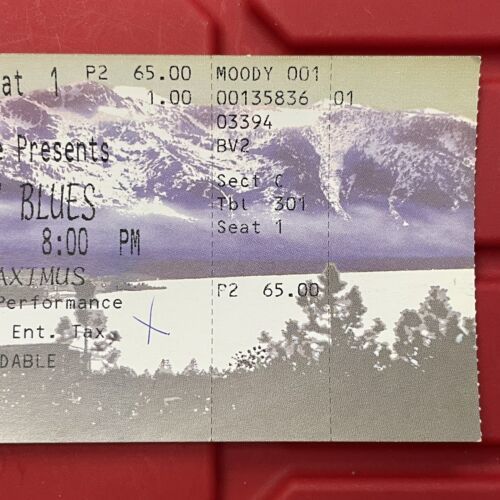 at 1 P2 65.00 MOODY 001
1.00 00135836 01
03394
e Presents BV2
BLUES Sect C
Tbl 301
8:00 PM Seat 1
AXIMUS
Performance P2 65.00
Ent. Tax
DABLE